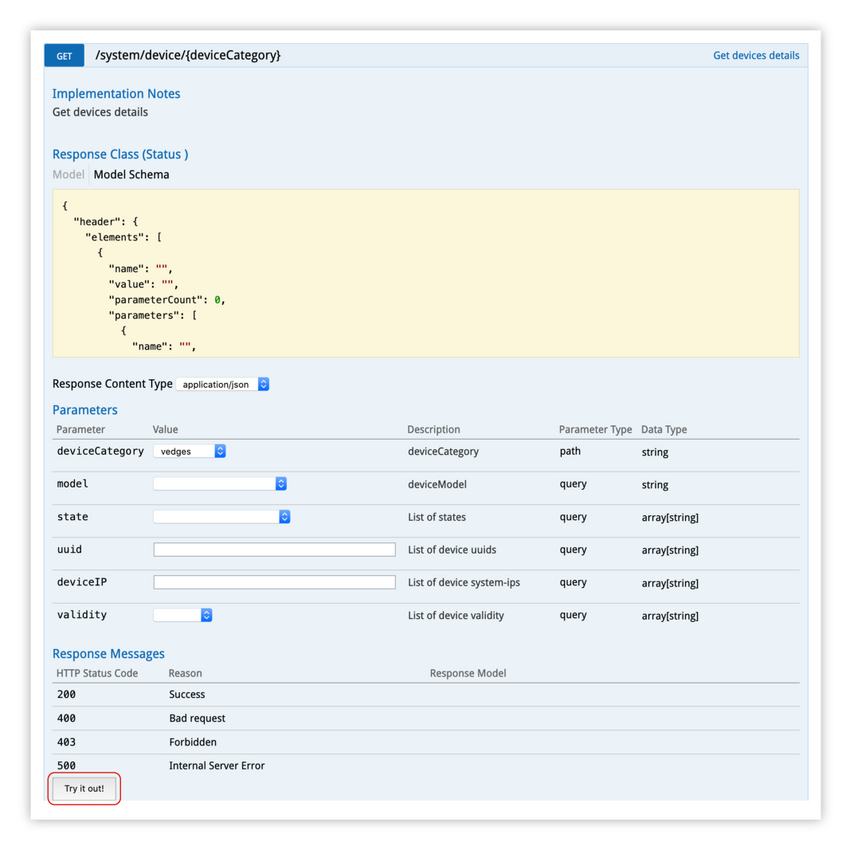 GET /system/device/{deviceCategory} Get devices details
Implementation Notes
Get devices details
Response Class (Status )
Model Model Schema
{
"header": {
"elements": [
{
"name": "",
"value": "",
"parameterCount": 0,
"parameters": [
{
"name": "",
Response Content Type application/json
Parameters
Parameter Value Description Parameter Type Data Type
deviceCategory vedges deviceCategory path string
model deviceModel query string
state List of states query array[string]
uuid List of device uuids query array[string]
deviceIP List of device system-ips query array[string]
validity List of device validity query array[string]
Response Messages
HTTP Status Code Reason Response Model
200 Success
400 Bad request
403 Forbidden
500 Internal Server Error
Try it out!